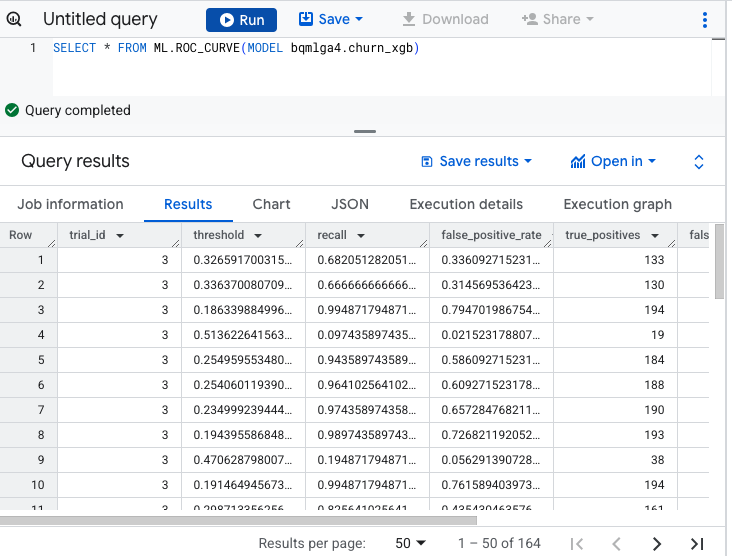 Untitled query Run Save Download Share
1 SELECT * FROM ML.ROC_CURVE(MODEL bqmlga4.churn_xgb)
Query completed
Query results Save results Open in
Job information Results Chart JSON Execution details Execution graph
Row trial_id threshold recall false_positive_rate true_positives fals
1 3 0.326591700315... 0.682051282051... 0.336092715231... 133
2 3 0.336370080709... 0.666666666666... 0.314569536423... 130
3 3 0.186339884996... 0.994871794871... 0.794701986754... 194
4 3 0.513622641563... 0.097435897435... 0.021523178807... 19
5 3 0.254959553480... 0.943589743589... 0.586092715231... 184
6 3 0.254060119390... 0.964102564102... 0.609271523178... 188
7 3 0.234999239444... 0.974358974358... 0.657284768211... 190
8 3 0.194395586848... 0.989743589743... 0.726821192052... 193
9 3 0.470628798007... 0.194871794871... 0.056291390728... 38
10 3 0.191464945673... 0.994871794871... 0.761589403973... 194
11 3 0.298713356256... 0.825641025641... 0.435430463576... 161
Results per page: 50 1 – 50 of 164